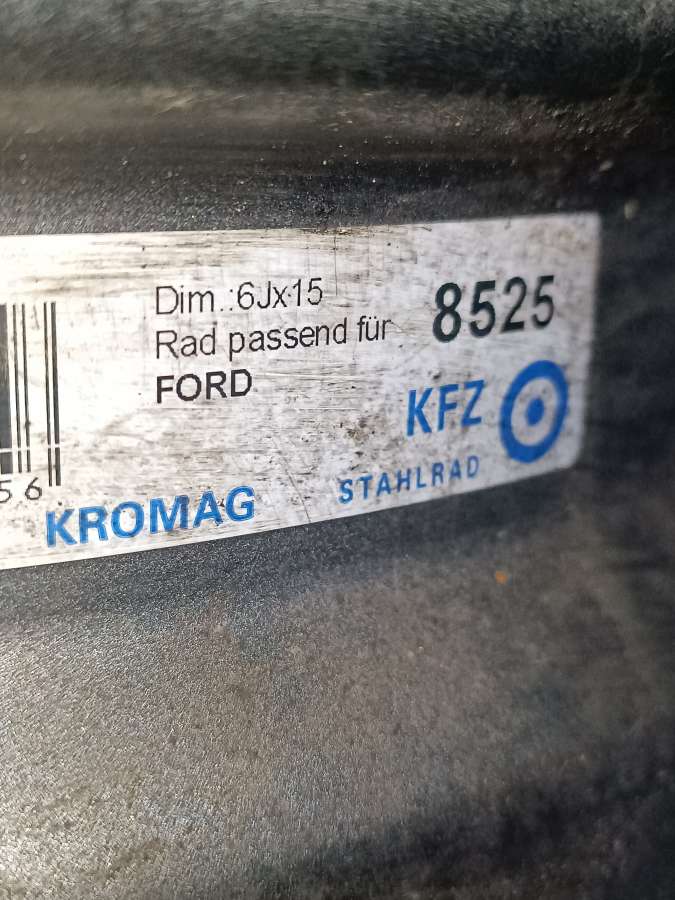 Dim.:6Jx15
Rad passend für
FORD
8525
KFZ
STAHLRAD
KROMAG
56